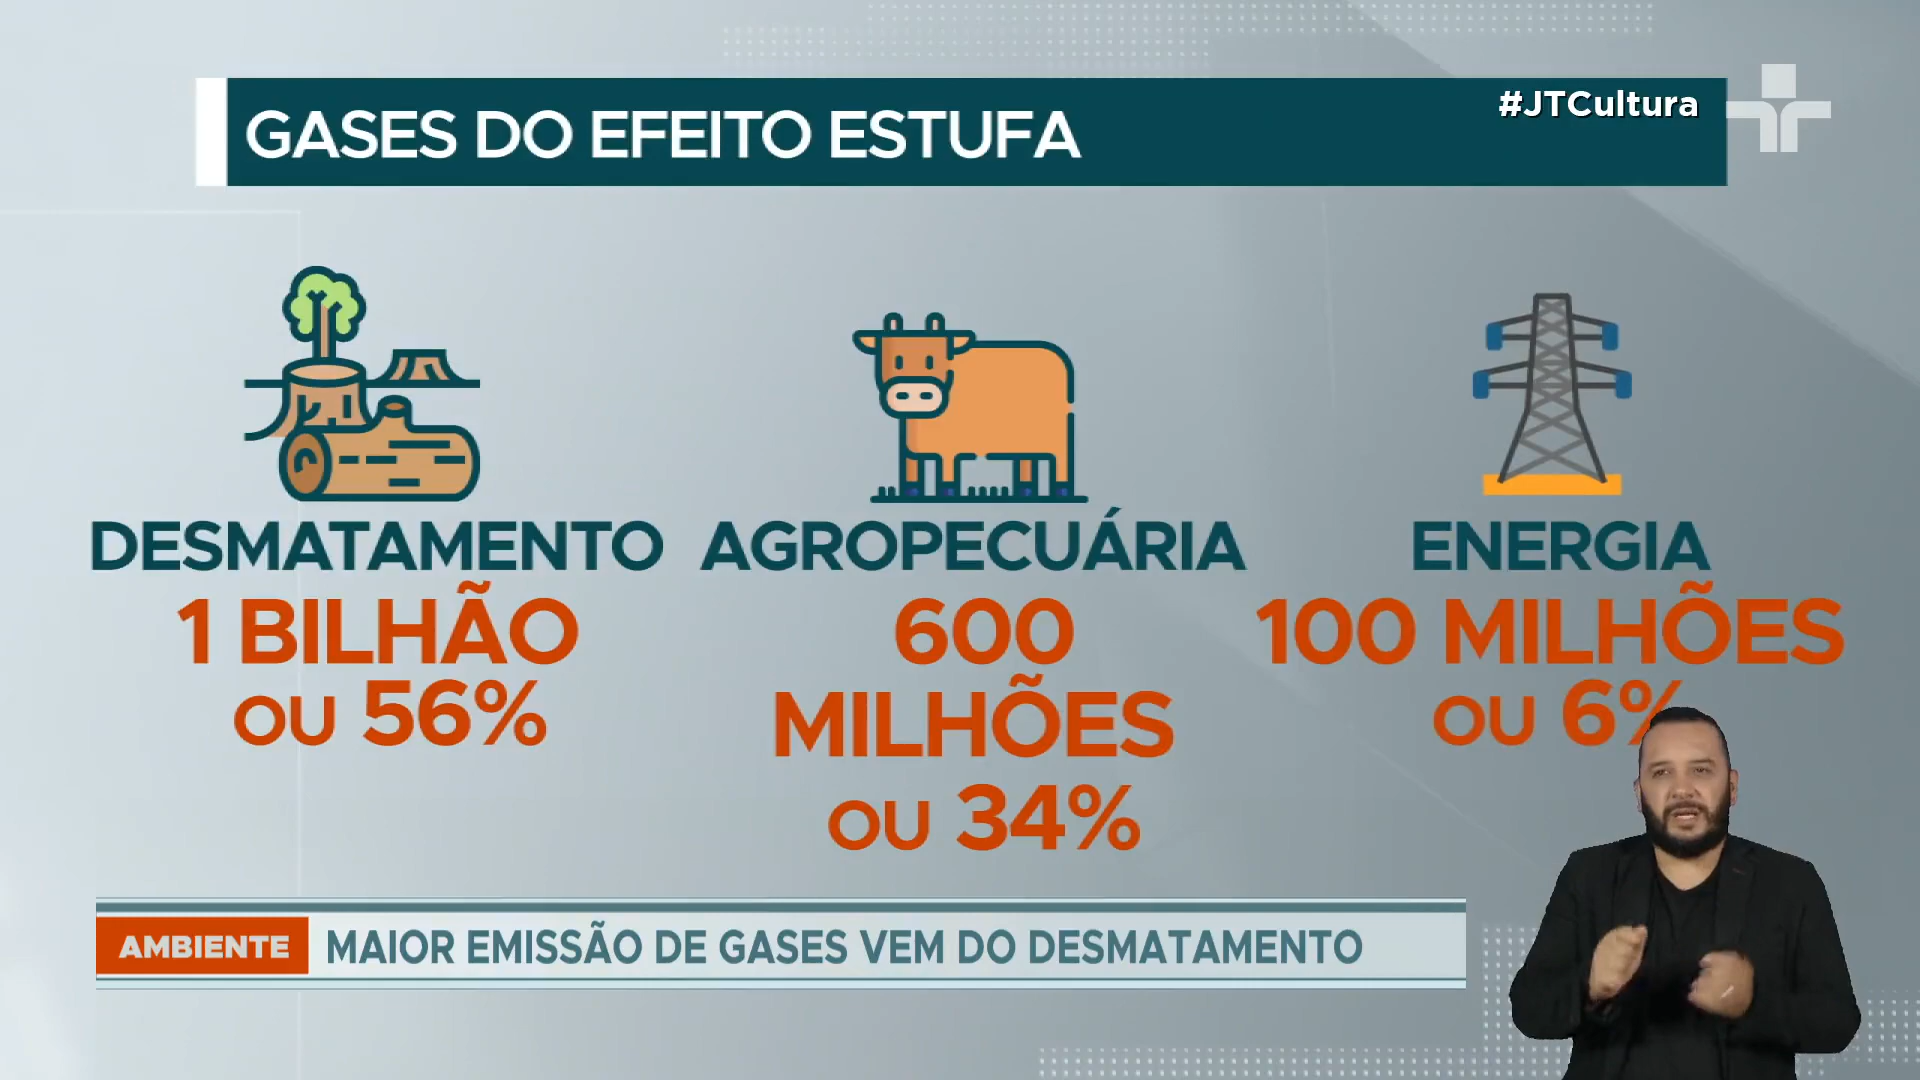 GASES DO EFEITO ESTUFA
#JTCultura
DESMATAMENTO
1 BILHÃO
OU 56%
AGROPECUÁRIA
600
MILHÕES
OU 34%
ENERGIA
100 MILHÕES
OU 6%
AMBIENTE
MAIOR EMISSÃO DE GASES VEM DO DESMATAMENTO